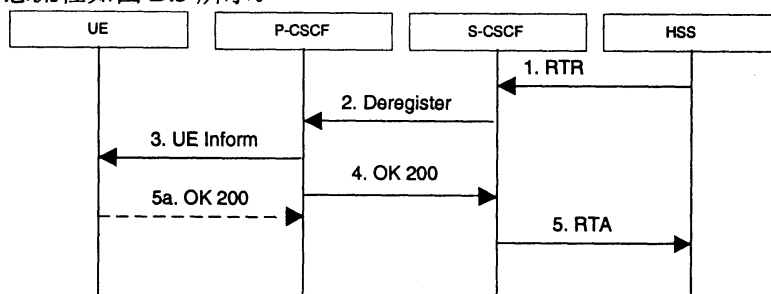 UE P-CSCF S-CSCF HSS
1. RTR
2. Deregister
3. UE Inform
4. OK 200
5a. OK 200
5. RTA